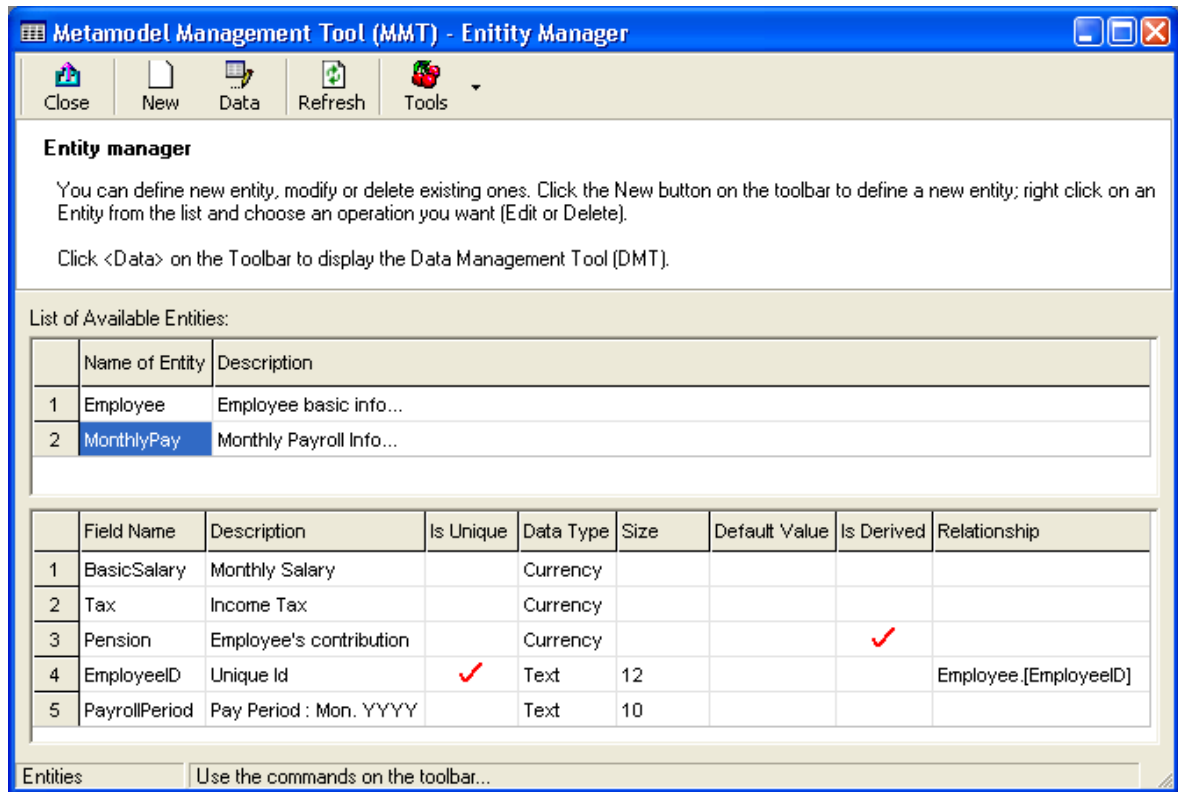 Metamodel Management Tool (MMT) - Enitity Manager
Close New Data Refresh Tools
Entity manager
You can define new entity, modify or delete existing ones. Click the New button on the toolbar to define a new entity; right click on an
Entity from the list and choose an operation you want (Edit or Delete).
Click <Data> on the Toolbar to display the Data Management Tool (DMT).
List of Available Entities:
Name of Entity Description
1 Employee Employee basic info...
2 MonthlyPay Monthly Payroll Info...
Field Name Description Is Unique Data Type Size Default Value Is Derived Relationship
1 BasicSalary Monthly Salary Currency
2 Tax Income Tax Currency
3 Pension Employee's contribution Currency ✓
4 EmployeeID Unique Id ✓ Text 12 Employee.[EmployeeID]
5 PayrollPeriod Pay Period : Mon. YYYY Text 10
Entities Use the commands on the toolbar...